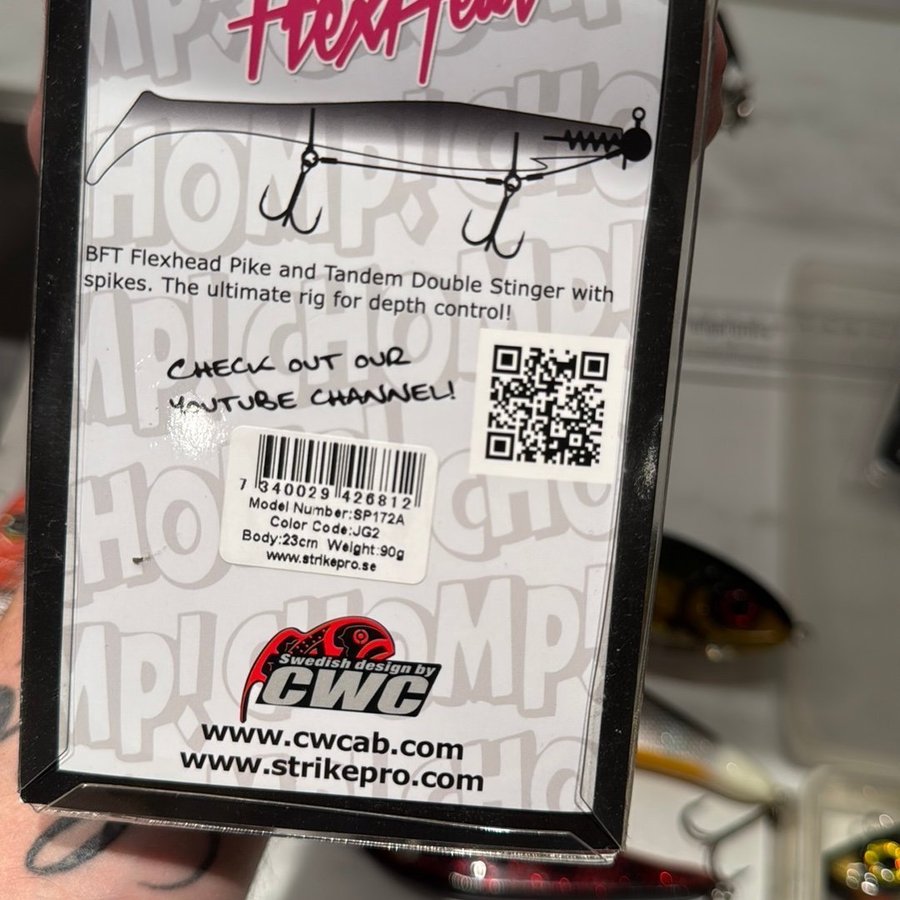 FlexHead
BFT Flexhead Pike and Tandem Double Stinger with
spikes. The ultimate rig for depth control!
CHECK OUT OUR
YOUTUBE CHANNEL!
7 340029 426812
Model Number:SP172A
Color Code:JG2
Body:23cm Weight:90g
www.strikepro.se
Swedish design by
CWC
www.cwcab.com
www.strikepro.com
CHOMP!